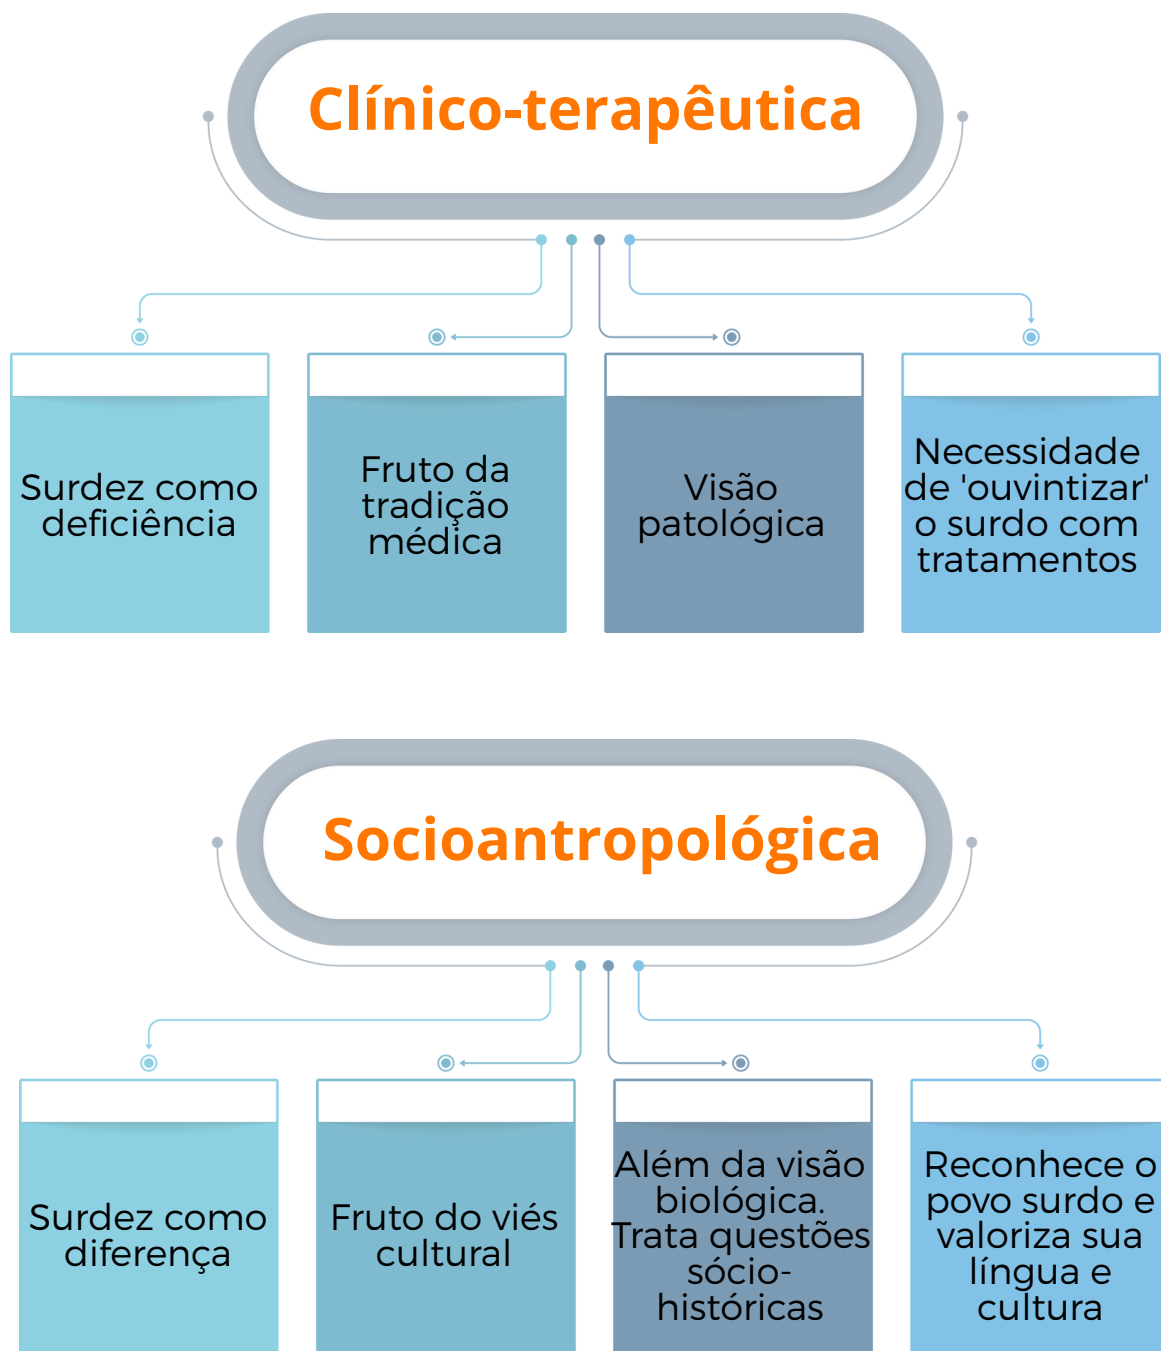 Clínico-terapêutica
Surdez como
deficiência
Fruto da
tradição
médica
Visão
patológica
Necessidade
de 'ouvintizar'
o surdo com
tratamentos
Socioantropológica
Surdez como
diferença
Fruto do viés
cultural
Além da visão
biológica.
Trata questões
sócio-
históricas
Reconhece o
povo surdo e
valoriza sua
língua e
cultura